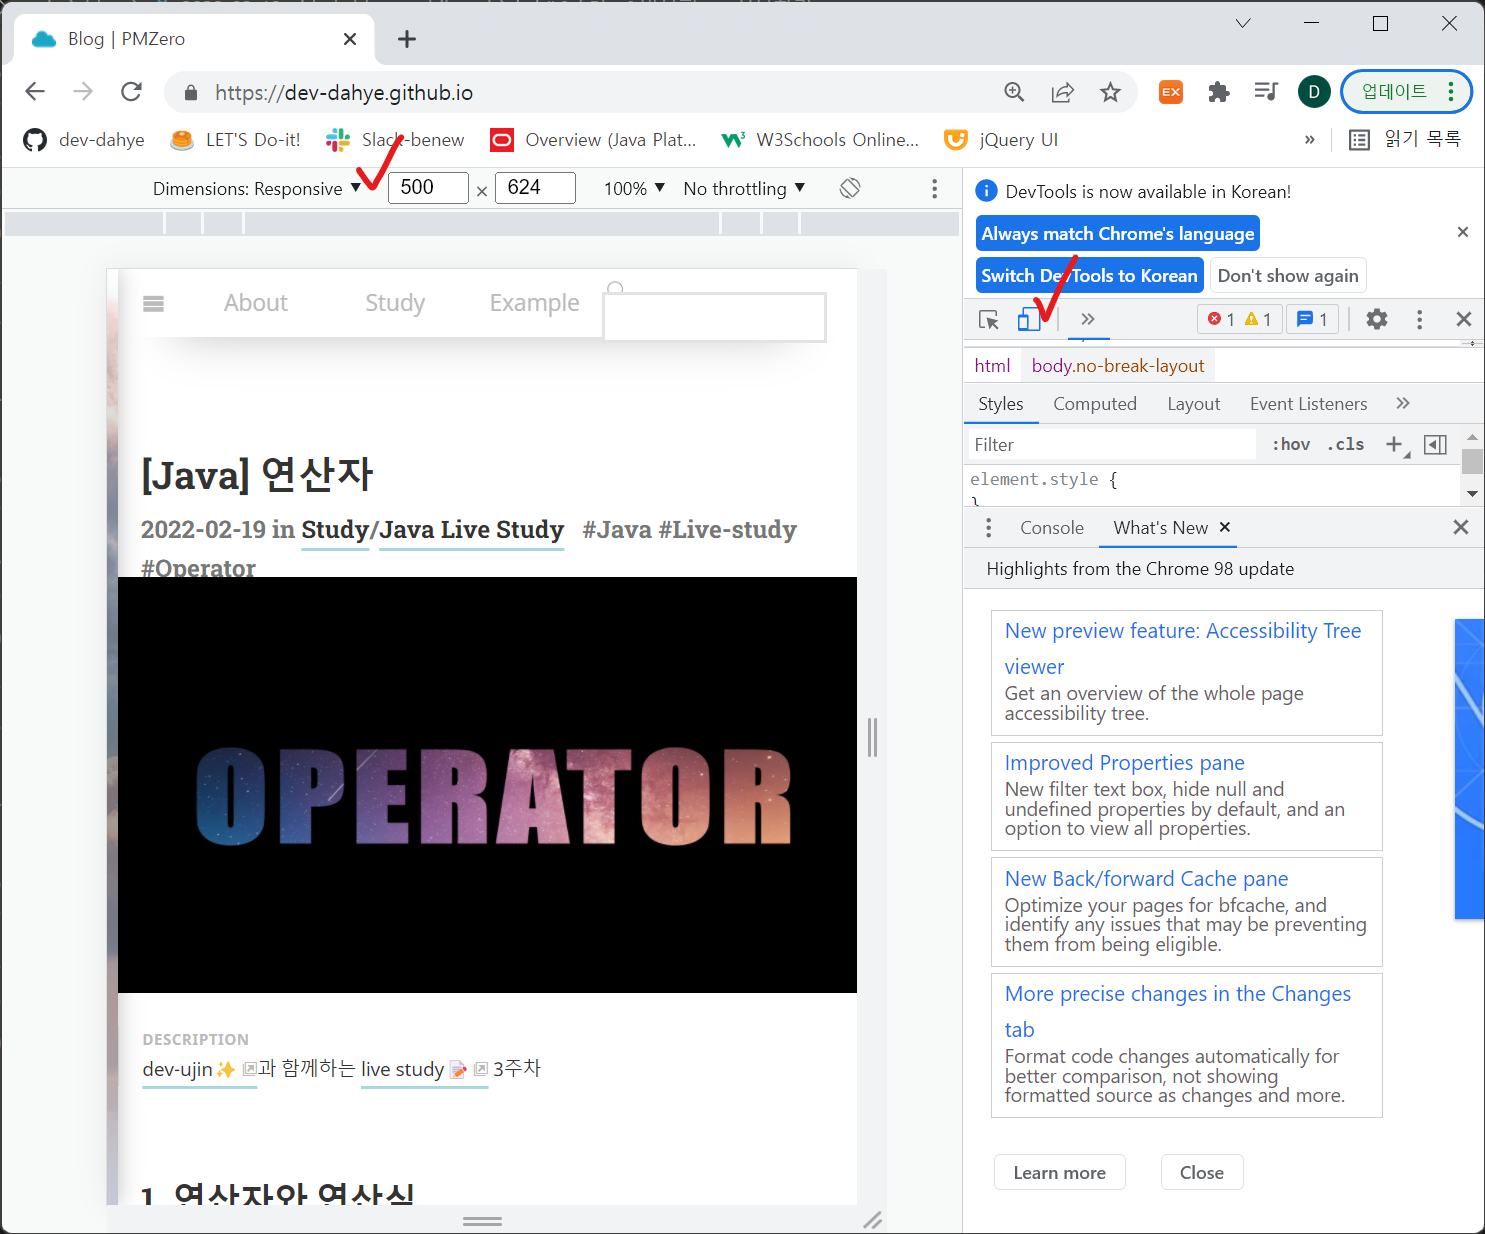 Blog | PMZero
https://dev-dahye.github.io
EX
D
업데이트
dev-dahye
LET'S Do-it!
Slack-benew
Overview (Java Plat...
W3Schools Online...
jQuery UI
»
읽기 목록
Dimensions: Responsive ▼
500 × 624
100% ▼
No throttling ▼
About
Study
Example
[Java] 연산자
2022-02-19 in Study/Java Live Study #Java #Live-study
#Operator
OPERATOR
DESCRIPTION
dev-ujin✨과 함께하는 live study📝 3주차
1. 연산자와 연산식
DevTools is now available in Korean!
Always match Chrome's language
Switch DevTools to Korean
Don't show again
»
1
1
1
html
body.no-break-layout
Styles
Computed
Layout
Event Listeners
»
Filter
:hov
.cls
element.style {
}
Console
What's New
Highlights from the Chrome 98 update
New preview feature: Accessibility Tree
viewer
Get an overview of the whole page
accessibility tree.
Improved Properties pane
New filter text box, hide null and
undefined properties by default, and an
option to view all properties.
New Back/forward Cache pane
Optimize your pages for bfcache, and
identify any issues that may be preventing
them from being eligible.
More precise changes in the Changes
tab
Format code changes automatically for
better comparison, not showing
formatted source as changes and more.
Learn more
Close